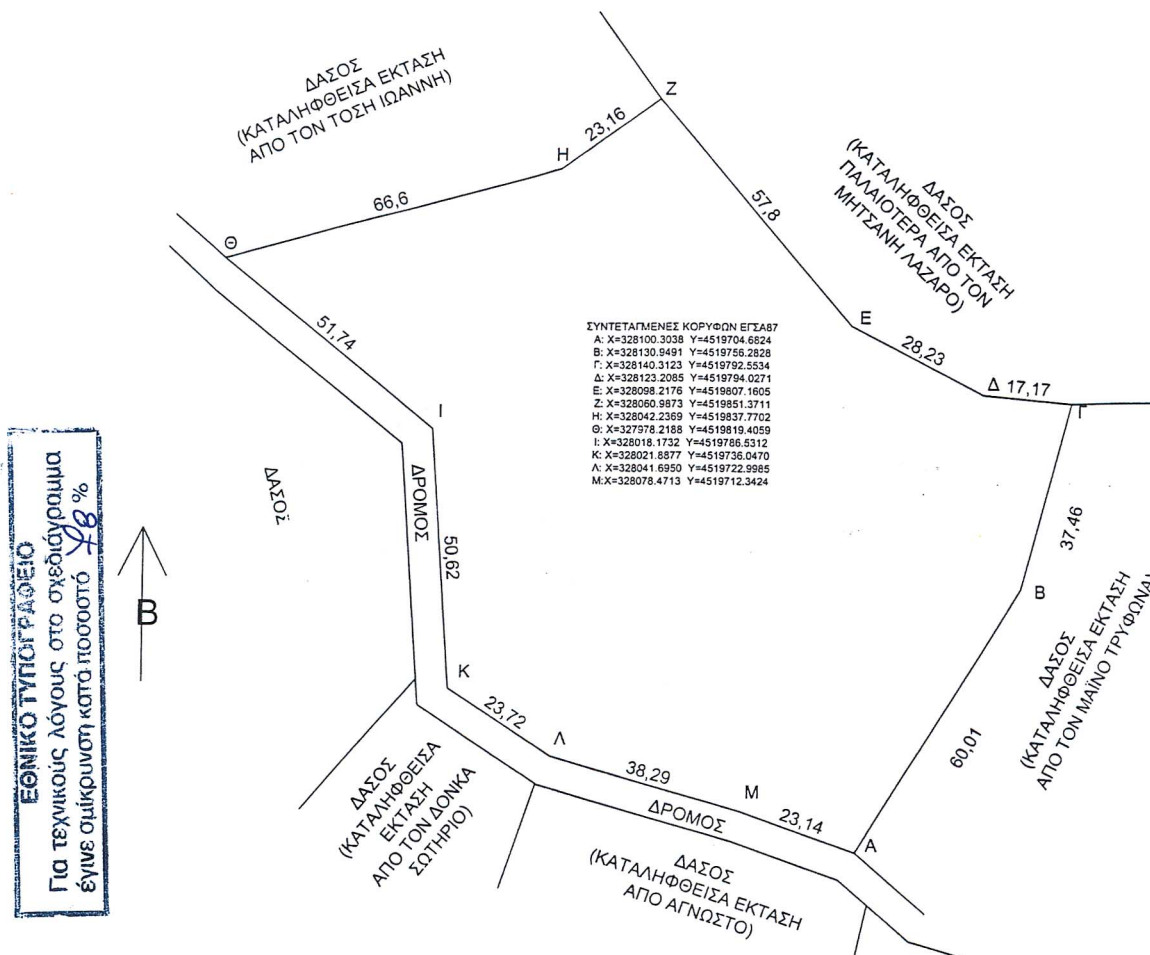 ΔΑΣΟΣ
(ΚΑΤΑΛΗΦΘΕΙΣΑ ΕΚΤΑΣΗ
ΑΠΟ ΤΟΝ ΤΟΣΗ ΙΩΑΝΝΗ)
Ζ
23,16
Η
66,6
Θ
57,8
ΔΑΣΟΣ
(ΚΑΤΑΛΗΦΘΕΙΣΑ ΕΚΤΑΣΗ
ΠΑΛΑΙΟΤΕΡΑ ΑΠΟ ΤΟΝ
ΜΗΤΣΑΝΗ ΛΑΖΑΡΟ)
51,74
Ε
28,23
Δ 17,17
Γ
ΣΥΝΤΕΤΑΓΜΕΝΕΣ ΚΟΡΥΦΩΝ ΕΓΣΑ87
Α: Χ=328100.3038 Υ=4519704.6824
Β: Χ=328130.9491 Υ=4519756.2828
Γ: Χ=328140.3123 Υ=4519792.5534
Δ: Χ=328123.2085 Υ=4519794.0271
Ε: Χ=328098.2176 Υ=4519807.1605
Ζ: Χ=328060.9873 Υ=4519851.3711
Η: Χ=328042.2369 Υ=4519837.7702
Θ: Χ=327978.2188 Υ=4519819.4059
Ι: Χ=328018.1732 Υ=4519786.5312
Κ: Χ=328021.8877 Υ=4519736.0470
Λ: Χ=328041.6950 Υ=4519722.9985
Μ:Χ=328078.4713 Υ=4519712.3424
Ι
ΔΡΟΜΟΣ
ΔΑΣΟΣ
50,62
37,46
Β
ΔΑΣΟΣ
(ΚΑΤΑΛΗΦΘΕΙΣΑ ΕΚΤΑΣΗ
ΑΠΟ ΤΟΝ ΜΑΪΝΟ ΤΡΥΦΩΝΑ)
60,01
Κ
23,72
Λ
38,29
Μ
23,14
Α
ΔΡΟΜΟΣ
ΔΑΣΟΣ
(ΚΑΤΑΛΗΦΘΕΙΣΑ
ΕΚΤΑΣΗ
ΑΠΟ ΤΟΝ ΔΟΝΚΑ
ΣΩΤΗΡΙΟ)
ΔΑΣΟΣ
(ΚΑΤΑΛΗΦΘΕΙΣΑ ΕΚΤΑΣΗ
ΑΠΟ ΑΓΝΩΣΤΟ)
Β
ΕΘΝΙΚΟ ΤΥΠΟΓΡΑΦΕΙΟ
Για τεχνικούς λόγους στο σχεδιάγραμμα
έγινε σμίκρυνση κατά ποσοστό 78 %